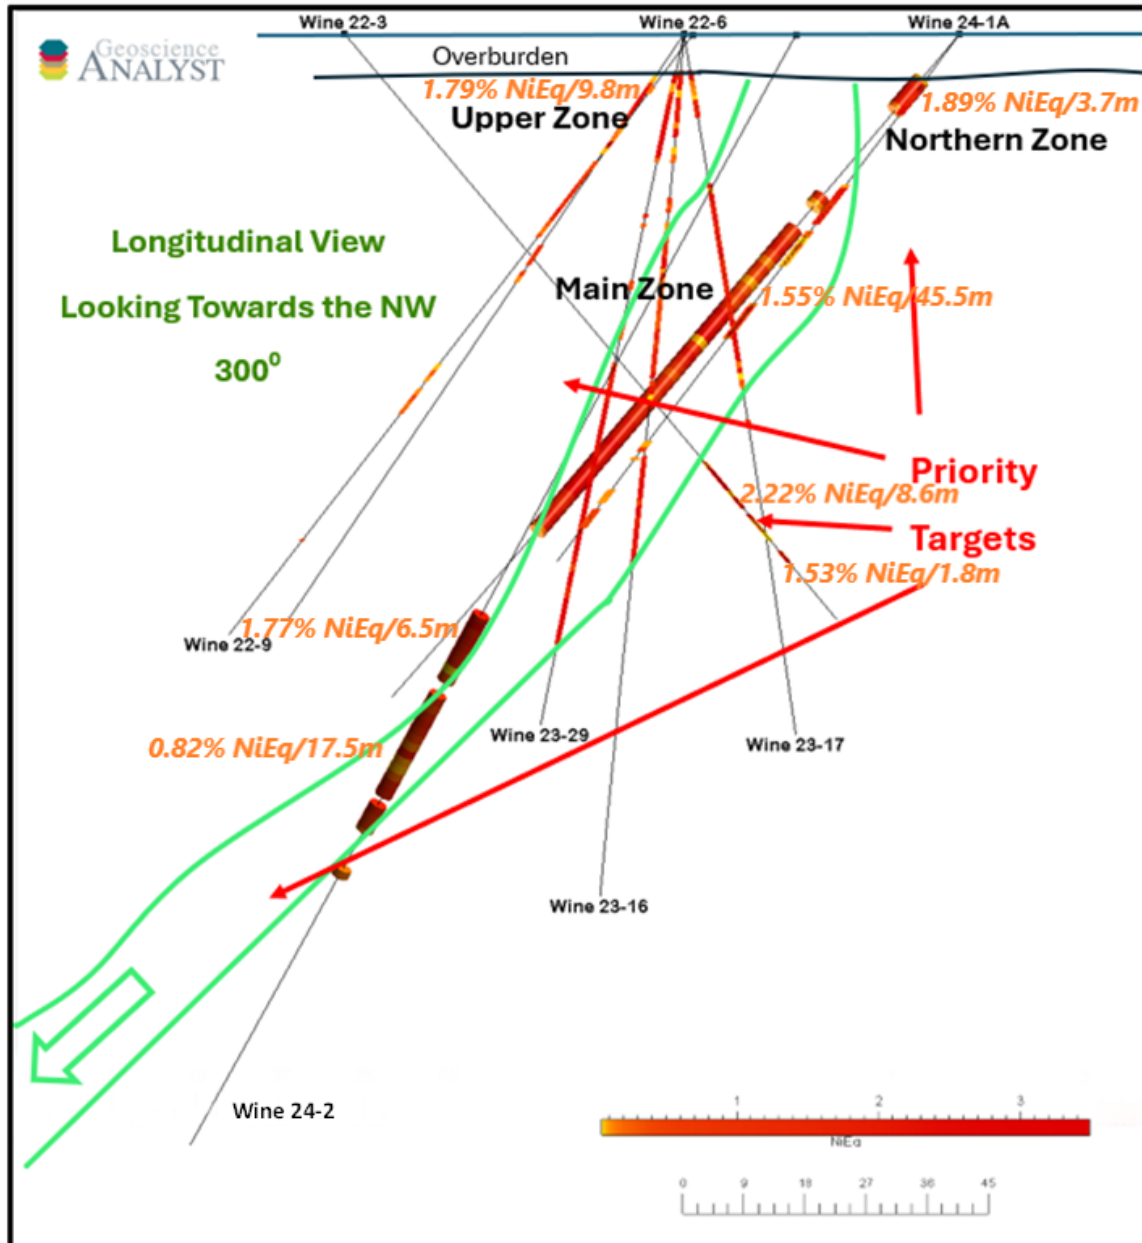 Wine 22-3
Wine 22-6
Wine 24-1A
Geoscience
ANALYST
Overburden
1.79% NiEq/9.8m
1.89% NiEq/3.7m
Upper Zone
Northern Zone
Longitudinal View
Looking Towards the NW
300⁰
Main Zone
1.55% NiEq/45.5m
Priority
Targets
2.22% NiEq/8.6m
1.53% NiEq/1.8m
1.77% NiEq/6.5m
Wine 22-9
0.82% NiEq/17.5m
Wine 23-29
Wine 23-17
Wine 23-16
Wine 24-2
1 2 3
NiEq
0 9 18 27 36 45